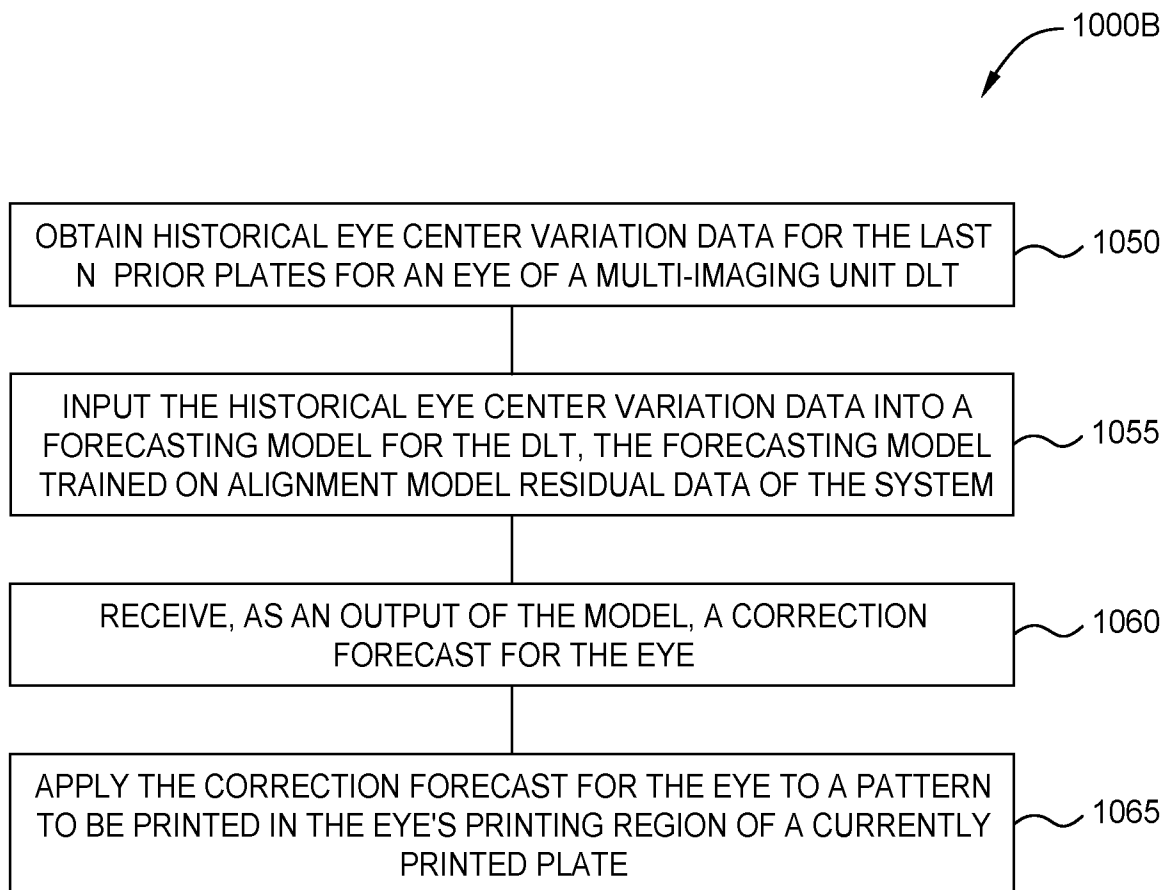 1000B
OBTAIN HISTORICAL EYE CENTER VARIATION DATA FOR THE LAST
N PRIOR PLATES FOR AN EYE OF A MULTI-IMAGING UNIT DLT
1050
INPUT THE HISTORICAL EYE CENTER VARIATION DATA INTO A
FORECASTING MODEL FOR THE DLT, THE FORECASTING MODEL
TRAINED ON ALIGNMENT MODEL RESIDUAL DATA OF THE SYSTEM
1055
RECEIVE, AS AN OUTPUT OF THE MODEL, A CORRECTION
FORECAST FOR THE EYE
1060
APPLY THE CORRECTION FORECAST FOR THE EYE TO A PATTERN
TO BE PRINTED IN THE EYE'S PRINTING REGION OF A CURRENTLY
PRINTED PLATE
1065